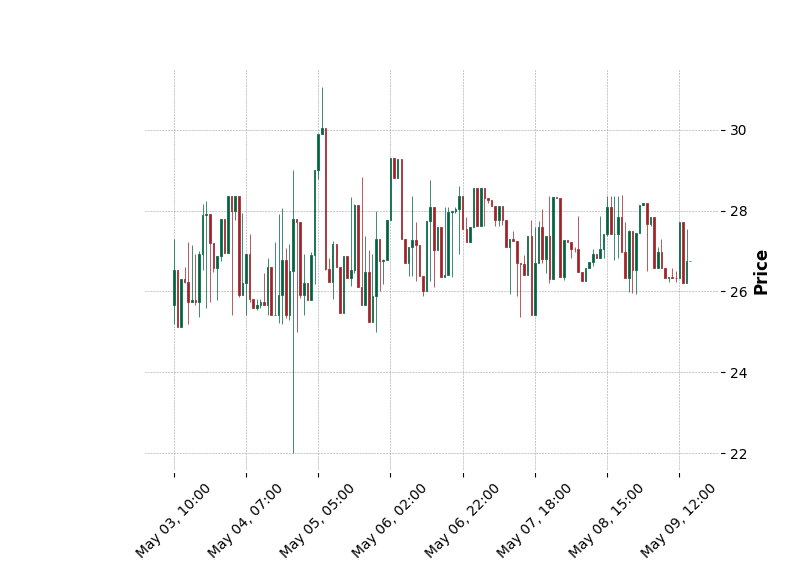 30
28
26
24
22
Price
May 03, 10:00
May 04, 07:00
May 05, 05:00
May 06, 02:00
May 06, 22:00
May 07, 18:00
May 08, 15:00
May 09, 12:00